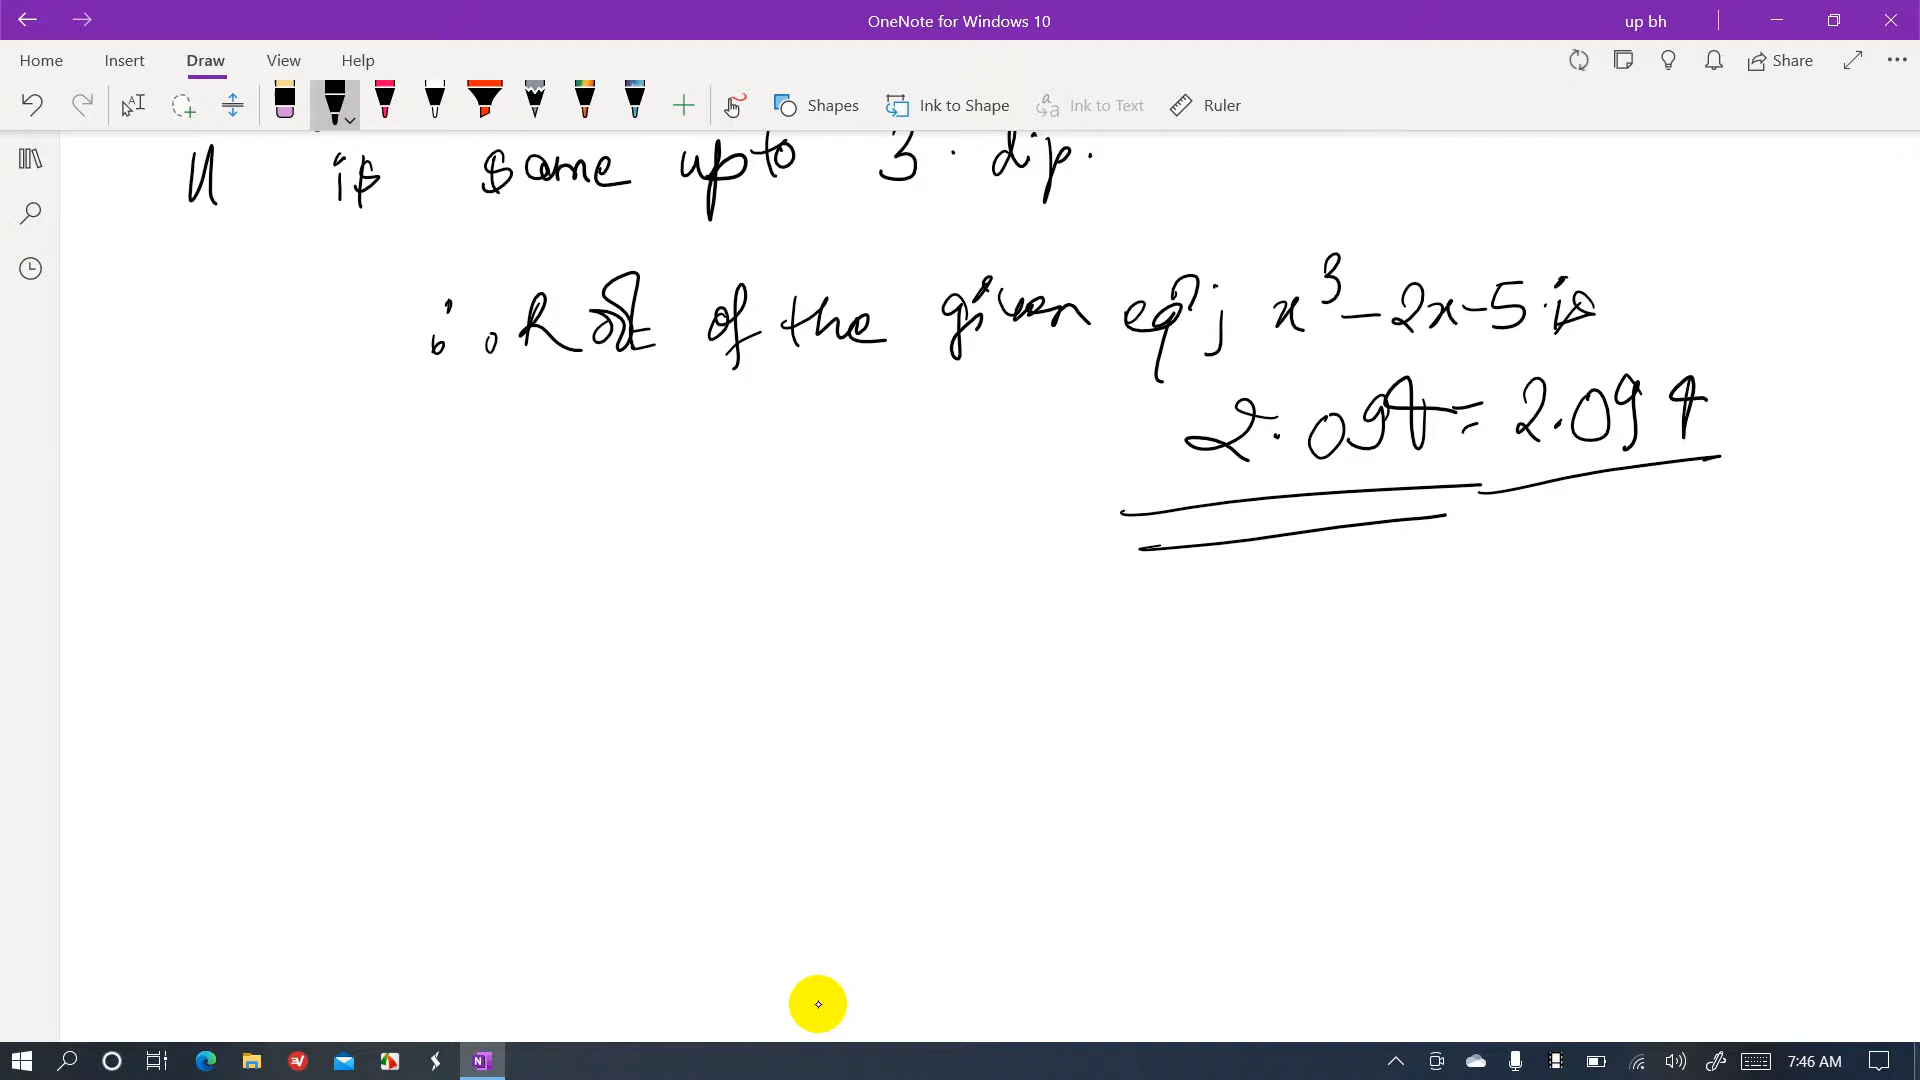 OneNote for Windows 10
up bh
Home Insert Draw View Help
Share
Shapes Ink to Shape Ink to Text Ruler
is same upto 3. dip.
∴ Root of the given eqn; x³-2x-5 is
2.094 = 2.094
7:46 AM